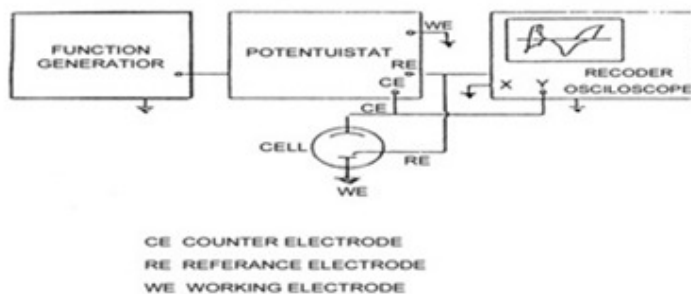 FUNCTION
GENERATIOR
POTENTUISTAT
WE
RE
CE
RECODER
OSCILOSCOPE
X Y
CE
CELL
RE
WE
CE COUNTER ELECTRODE
RE REFERANCE ELECTRODE
WE WORKING ELECTRODE